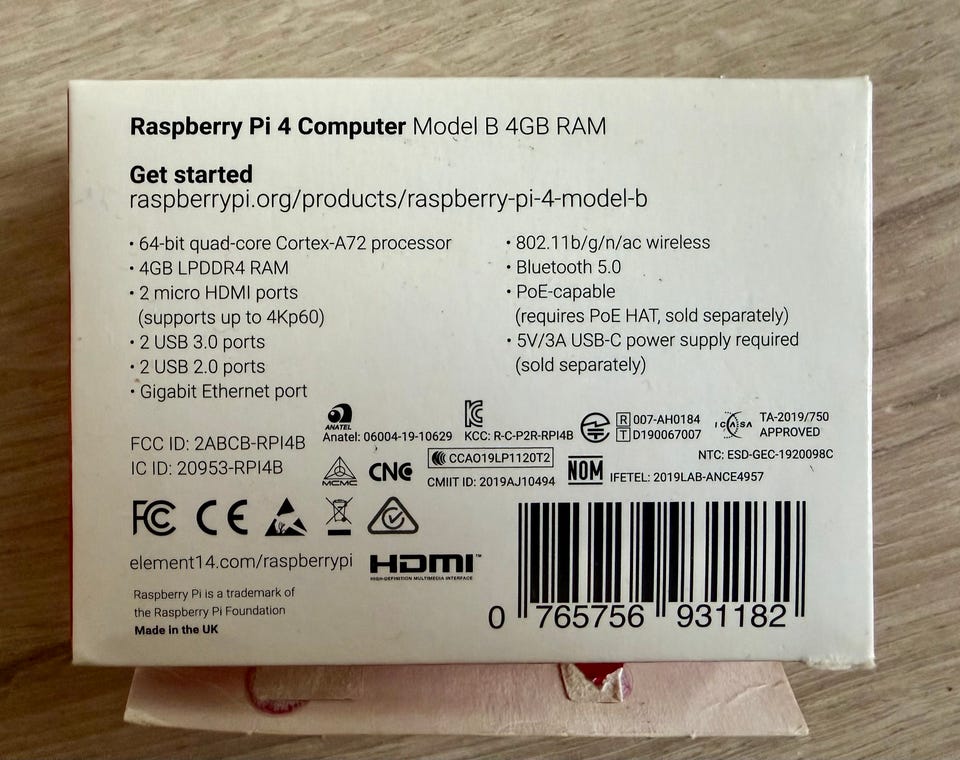 Raspberry Pi 4 Computer Model B 4GB RAM
Get started
raspberrypi.org/products/raspberry-pi-4-model-b
• 64-bit quad-core Cortex-A72 processor
• 4GB LPDDR4 RAM
• 2 micro HDMI ports
(supports up to 4Kp60)
• 2 USB 3.0 ports
• 2 USB 2.0 ports
• Gigabit Ethernet port
• 802.11b/g/n/ac wireless
• Bluetooth 5.0
• PoE-capable
(requires PoE HAT, sold separately)
• 5V/3A USB-C power supply required
(sold separately)
FCC ID: 2ABCB-RPI4B
IC ID: 20953-RPI4B
ANATEL
Anatel: 06004-19-10629
KCC: R-C-P2R-RPI4B
R 007-AH0184
T D190067007
ICASA
TA-2019/750
APPROVED
NTC: ESD-GEC-1920098C
MCMC
CNC
CCAO19LP1120T2
CMIIT ID: 2019AJ10494
NOM
IFETEL: 2019LAB-ANCE4957
FC CE
element14.com/raspberrypi
HDMI™
HIGH-DEFINITION MULTIMEDIA INTERFACE
Raspberry Pi is a trademark of
the Raspberry Pi Foundation
Made in the UK
0 765756 931182